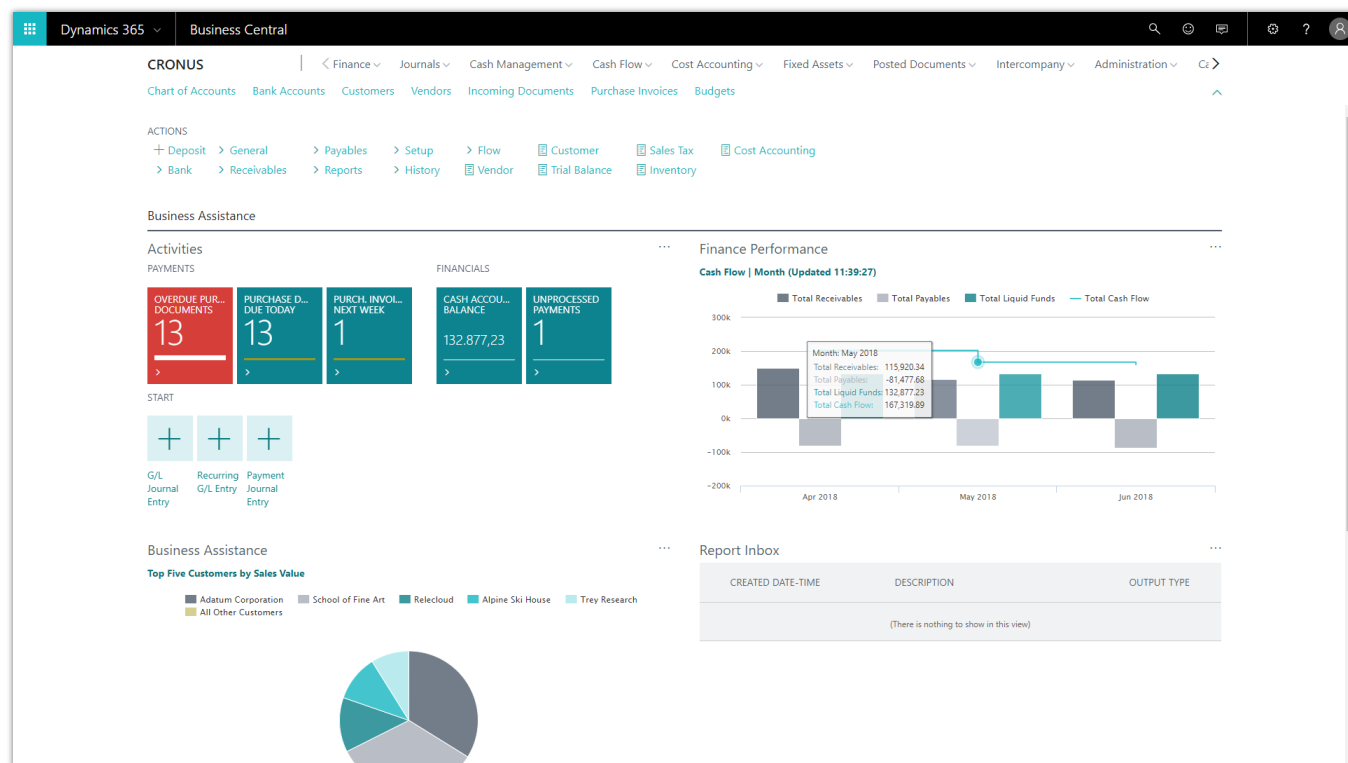 Dynamics 365 Business Central ?
CRONUS Finance Journals Cash Management Cash Flow Cost Accounting Fixed Assets Posted Documents Intercompany Administration
Chart of Accounts Bank Accounts Customers Vendors Incoming Documents Purchase Invoices Budgets
ACTIONS
+ Deposit > General > Payables > Setup > Flow Customer Sales Tax Cost Accounting
> Bank > Receivables > Reports > History Vendor Trial Balance Inventory
Business Assistance
Activities ...
PAYMENTS FINANCIALS
OVERDUE PUR... DOCUMENTS
13
PURCHASE D... DUE TODAY
13
PURCH. INVOI... NEXT WEEK
1
CASH ACCOU... BALANCE
132.877,23
UNPROCESSED PAYMENTS
1
START
G/L Journal Entry
Recurring G/L Entry
Payment Journal Entry
Finance Performance ...
Cash Flow | Month (Updated 11:39:27)
Total Receivables Total Payables Total Liquid Funds Total Cash Flow
300k
200k
100k
0k
-100k
-200k
Month: May 2018
Total Receivables: 115,920.34
Total Payables: -81,477.68
Total Liquid Funds: 132,877.23
Total Cash Flow: 167,319.89
Apr 2018 May 2018 Jun 2018
Business Assistance ...
Top Five Customers by Sales Value
Adatum Corporation School of Fine Art Relecloud Alpine Ski House Trey Research
All Other Customers
Report Inbox ...
CREATED DATE-TIME DESCRIPTION OUTPUT TYPE
(There is nothing to show in this view)